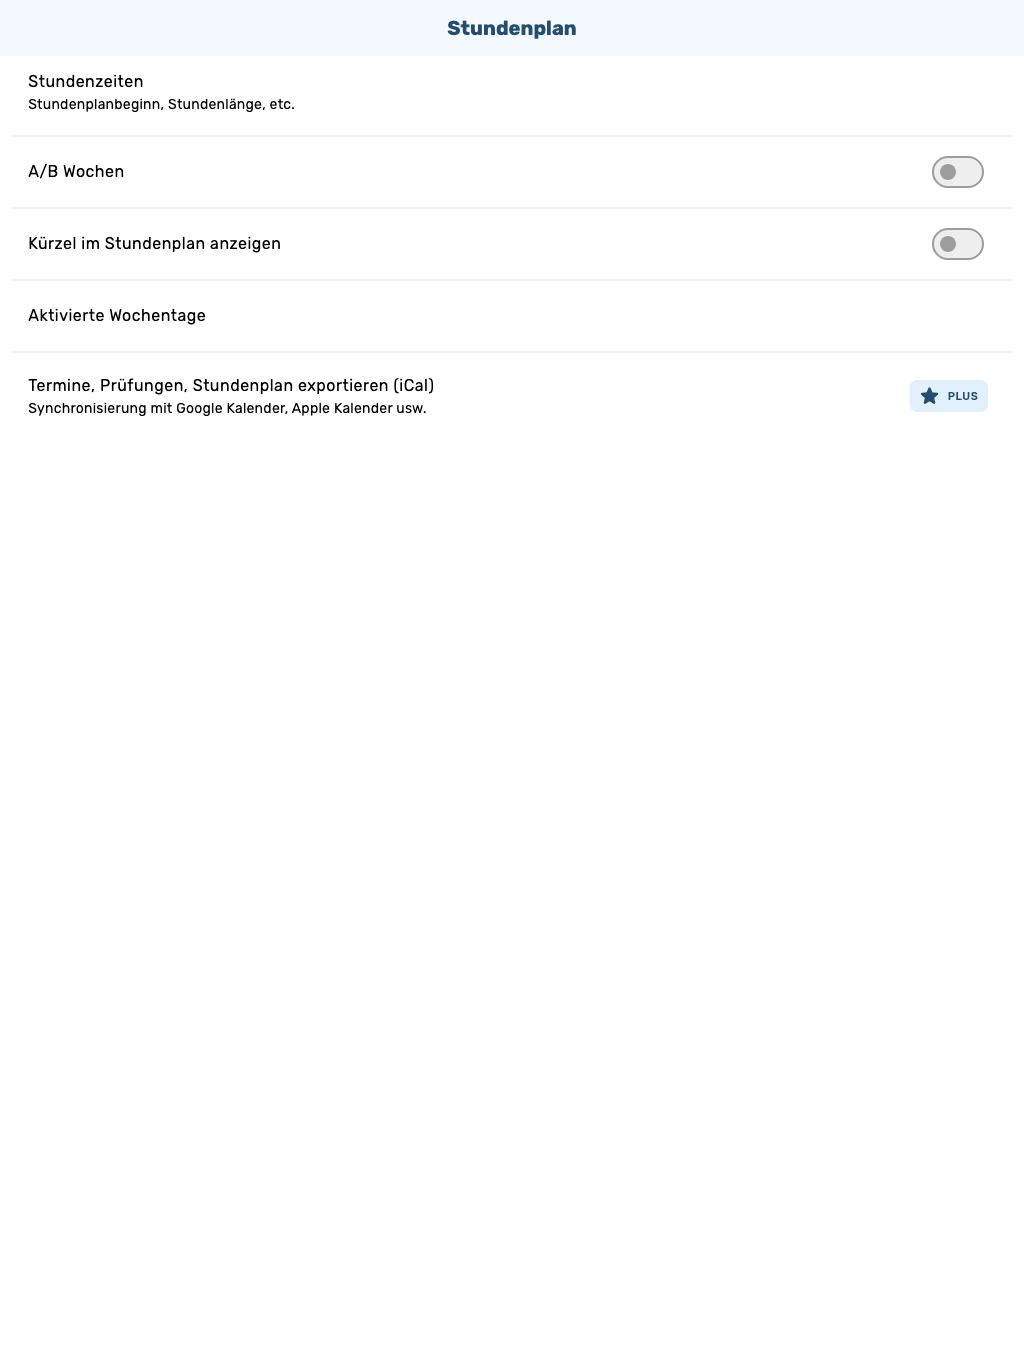 Stundenplan
Stundenzeiten
Stundenplanbeginn, Stundenlänge, etc.
A/B Wochen
Kürzel im Stundenplan anzeigen
Aktivierte Wochentage
Termine, Prüfungen, Stundenplan exportieren (iCal)
Synchronisierung mit Google Kalender, Apple Kalender usw.
PLUS